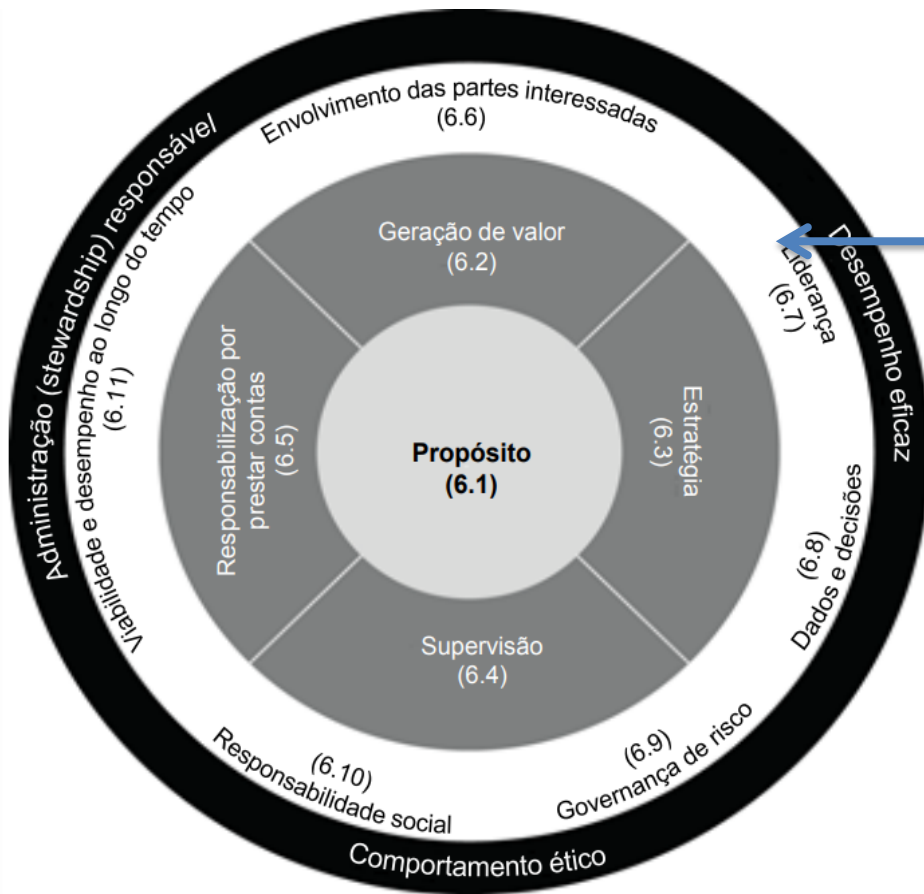 Administração (stewardship) responsável
Desempenho eficaz
Comportamento ético
Envolvimento das partes interessadas
(6.6)
Liderança
(6.7)
Dados e decisões
(6.8)
Governança de risco
(6.9)
Responsabilidade social
(6.10)
Viabilidade e desempenho ao longo do tempo
(6.11)
Geração de valor
(6.2)
Estratégia
(6.3)
Supervisão
(6.4)
Responsabilização por
prestar contas
(6.5)
Propósito
(6.1)